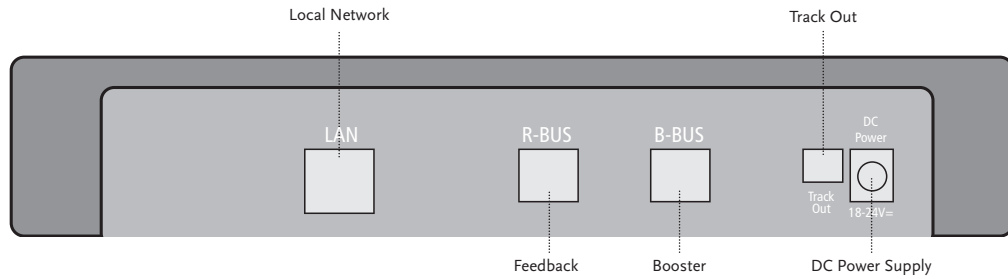 Local Network
Track Out
LAN
R-BUS
B-BUS
DC
Power
Track
Out
18-24V=
Feedback
Booster
DC Power Supply